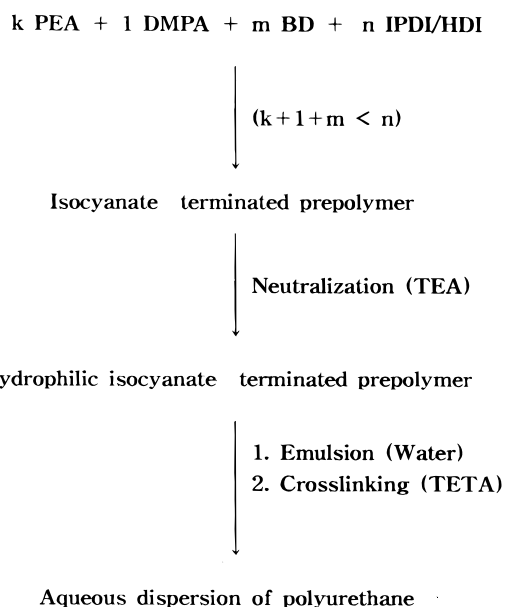 k PEA + 1 DMPA + m BD + n IPDI/HDI
(k+1+m < n)
Isocyanate terminated prepolymer
Neutralization (TEA)
ydrophilic isocyanate terminated prepolymer
1. Emulsion (Water)
2. Crosslinking (TETA)
Aqueous dispersion of polyurethane